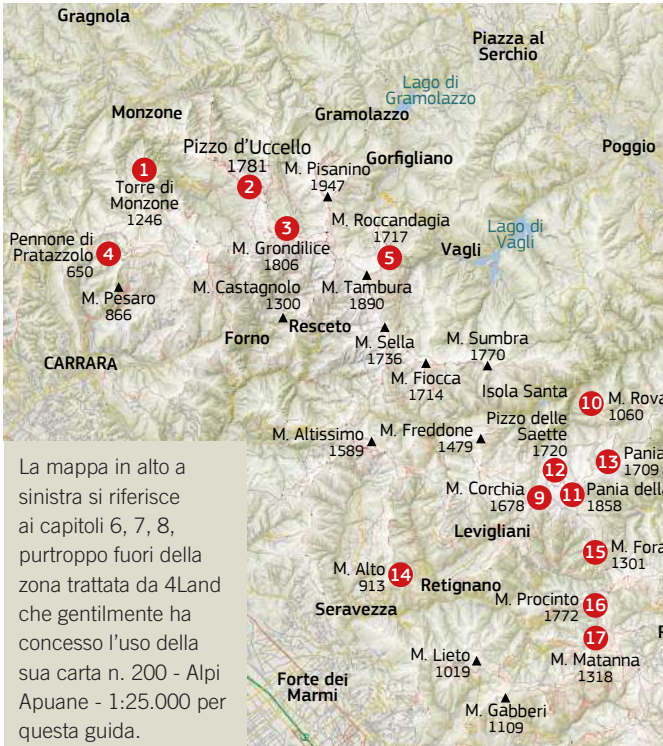 Gragnola
Piazza al
Serchio
Lago di
Gramolazzo
Monzone
Gramolazzo
Pizzo d'Uccello
1781
Poggio
Gorfigliano
1
Torre di
Monzone
1246
2
M. Pisanino
1947
3
M. Grondilice
1806
M. Roccandagia
1717
5
Lago di
Vagli
Vagli
Pennone di
Pratazzolo
650
4
M. Pesaro
866
M. Castagnolo
1300
M. Tambura
1890
Forno
Resceto
M. Sella
1736
M. Sumbra
1770
CARRARA
M. Fiocca
1714
Isola Santa
10
M. Rova
1060
M. Altissimo
1589
M. Freddone
1479
Pizzo delle
Saette
1720
12
13
Pania
1709
M. Corchia
1678
9
11
Pania della
1858
Levigliani
15
M. Fora
1301
M. Alto
913
14
Retignano
Seravezza
M. Procinto
1772
16
17
M. Matanna
1318
M. Lieto
1019
Forte dei
Marmi
M. Gabberi
1109
La mappa in alto a
sinistra si riferisce
ai capitoli 6, 7, 8,
purtroppo fuori della
zona trattata da 4Land
che gentilmente ha
concesso l'uso della
sua carta n. 200 - Alpi
Apuane - 1:25.000 per
questa guida.